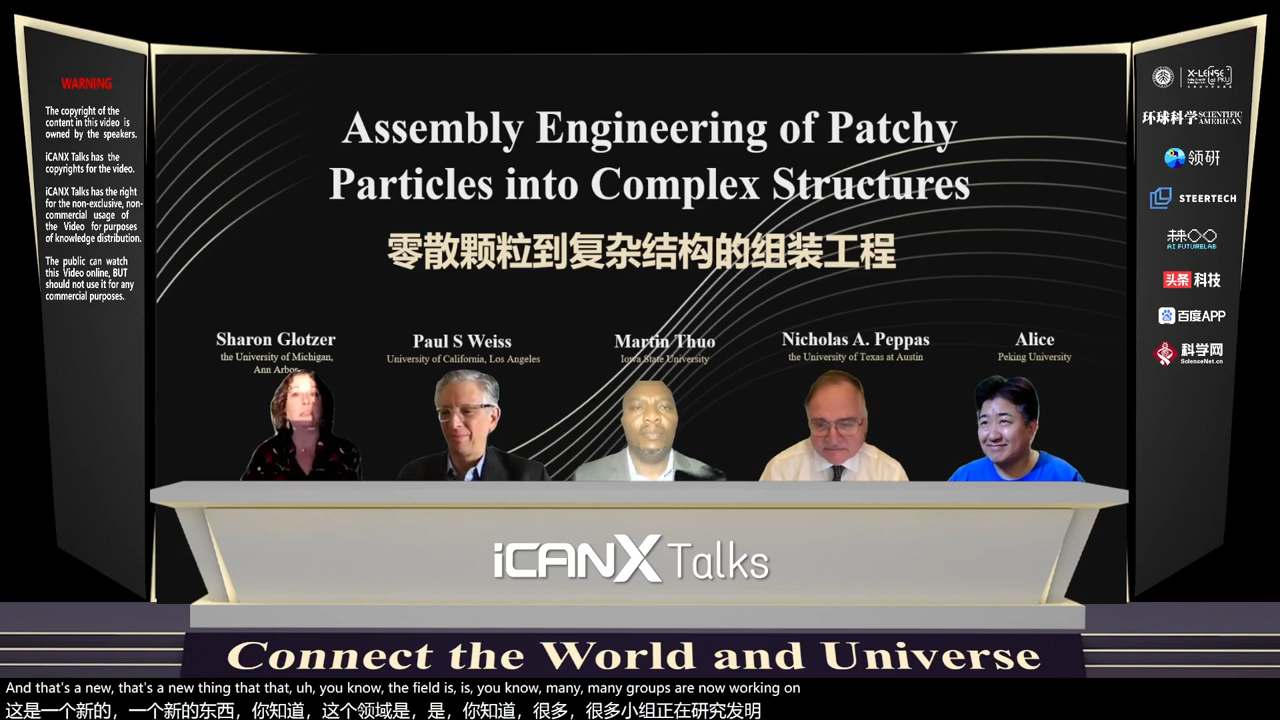 WARNING
The copyright of the
content in this video is
owned by the speakers.
iCANX Talks has the
copyrights for the video.
iCANX Talks has the right
for the non-exclusive, non-
commercial usage of
the Video for purposes
of knowledge distribution.
The public can watch
this Video online, BUT
should not use it for any
commercial purposes.
Assembly Engineering of Patchy
Particles into Complex Structures
零散颗粒到复杂结构的组装工程
Sharon Glotzer
the University of Michigan,
Ann Arbor
Paul S Weiss
University of California, Los Angeles
Martin Thuo
Iowa State University
Nicholas A. Peppas
the University of Texas at Austin
Alice
Peking University
X-LENSE
at PKU
环球科学 SCIENTIFIC AMERICAN
领研
STEERTECH
AI FUTURELAB
头条 科技
百度APP
科学网
ScienceNet.cn
iCANX Talks
Connect the World and Universe
And that's a new, that's a new thing that that, uh, you know, the field is, is, you know, many, many groups are now working on
这是一个新的，一个新的东西，你知道，这个领域是，是，你知道，很多，很多小组正在研究发明